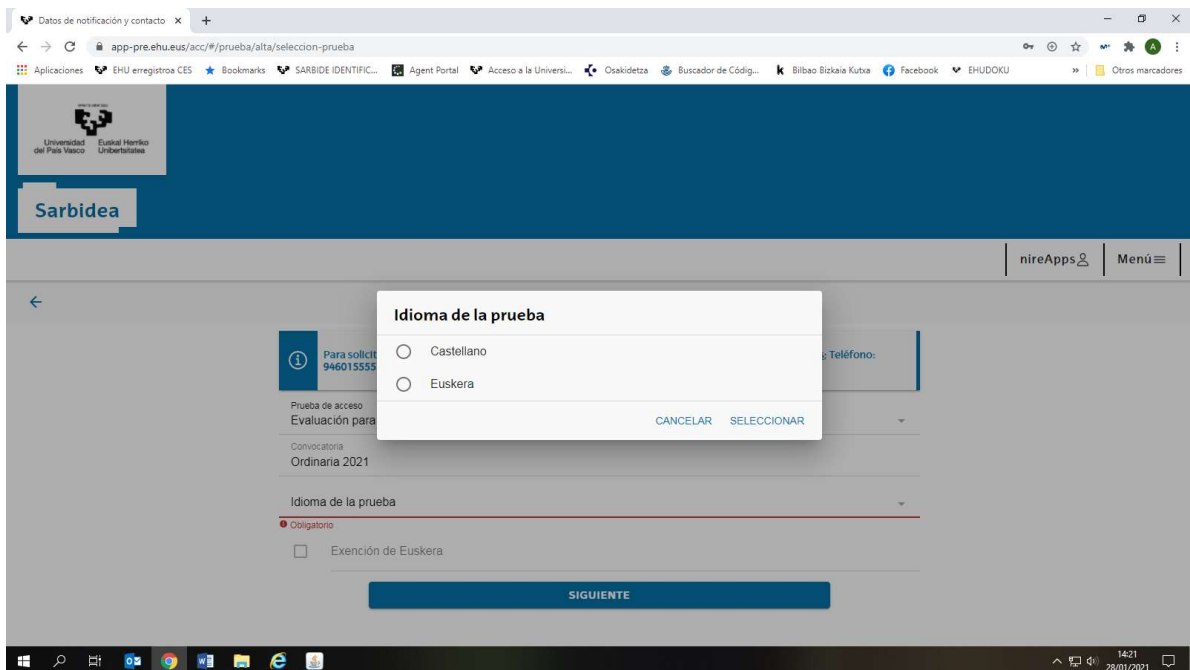 Datos de notificación y contacto
app-pre.ehu.eus/acc/#/prueba/alta/seleccion-prueba
A
Aplicaciones EHU erregistroa CES Bookmarks SARBIDE IDENTIFIC... Agent Portal Acceso a la Universi... Osakidetza Buscador de Códig... Bilbao Bizkaia Kutxa Facebook EHUDOKU » Otros marcadores
Universidad del País Vasco
Euskal Herriko Unibertsitatea
Sarbidea
nireApps Menú
Idioma de la prueba
Castellano
Euskera
CANCELAR SELECCIONAR
Para solicit
Teléfono:
946015555
Prueba de acceso
Evaluación para
Convocatoria
Ordinaria 2021
Idioma de la prueba
Obligatorio
Exención de Euskera
SIGUIENTE
14:21
28/01/2021